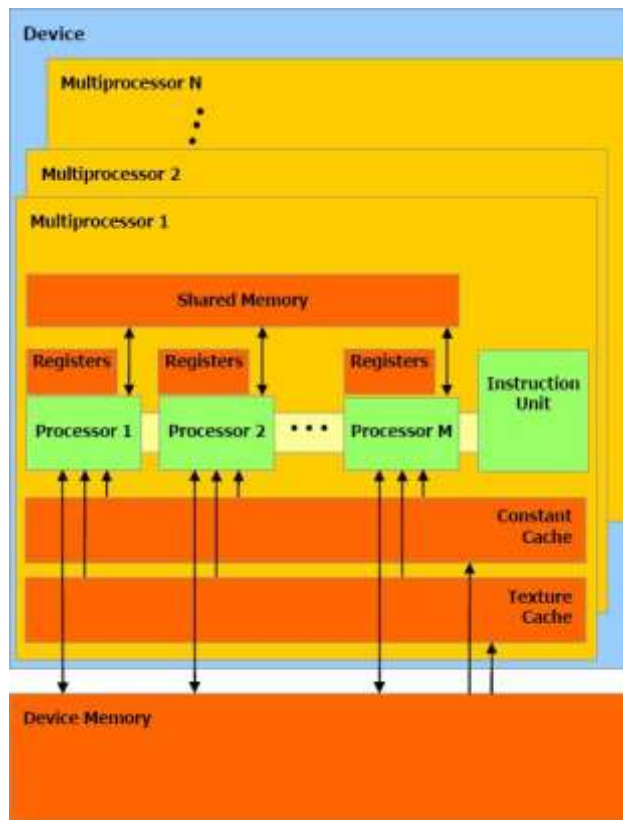 Device
Multiprocessor N
Multiprocessor 2
Multiprocessor 1
Shared Memory
Registers
Registers
Registers
Instruction
Unit
Processor 1
Processor 2
Processor M
Constant
Cache
Texture
Cache
Device Memory